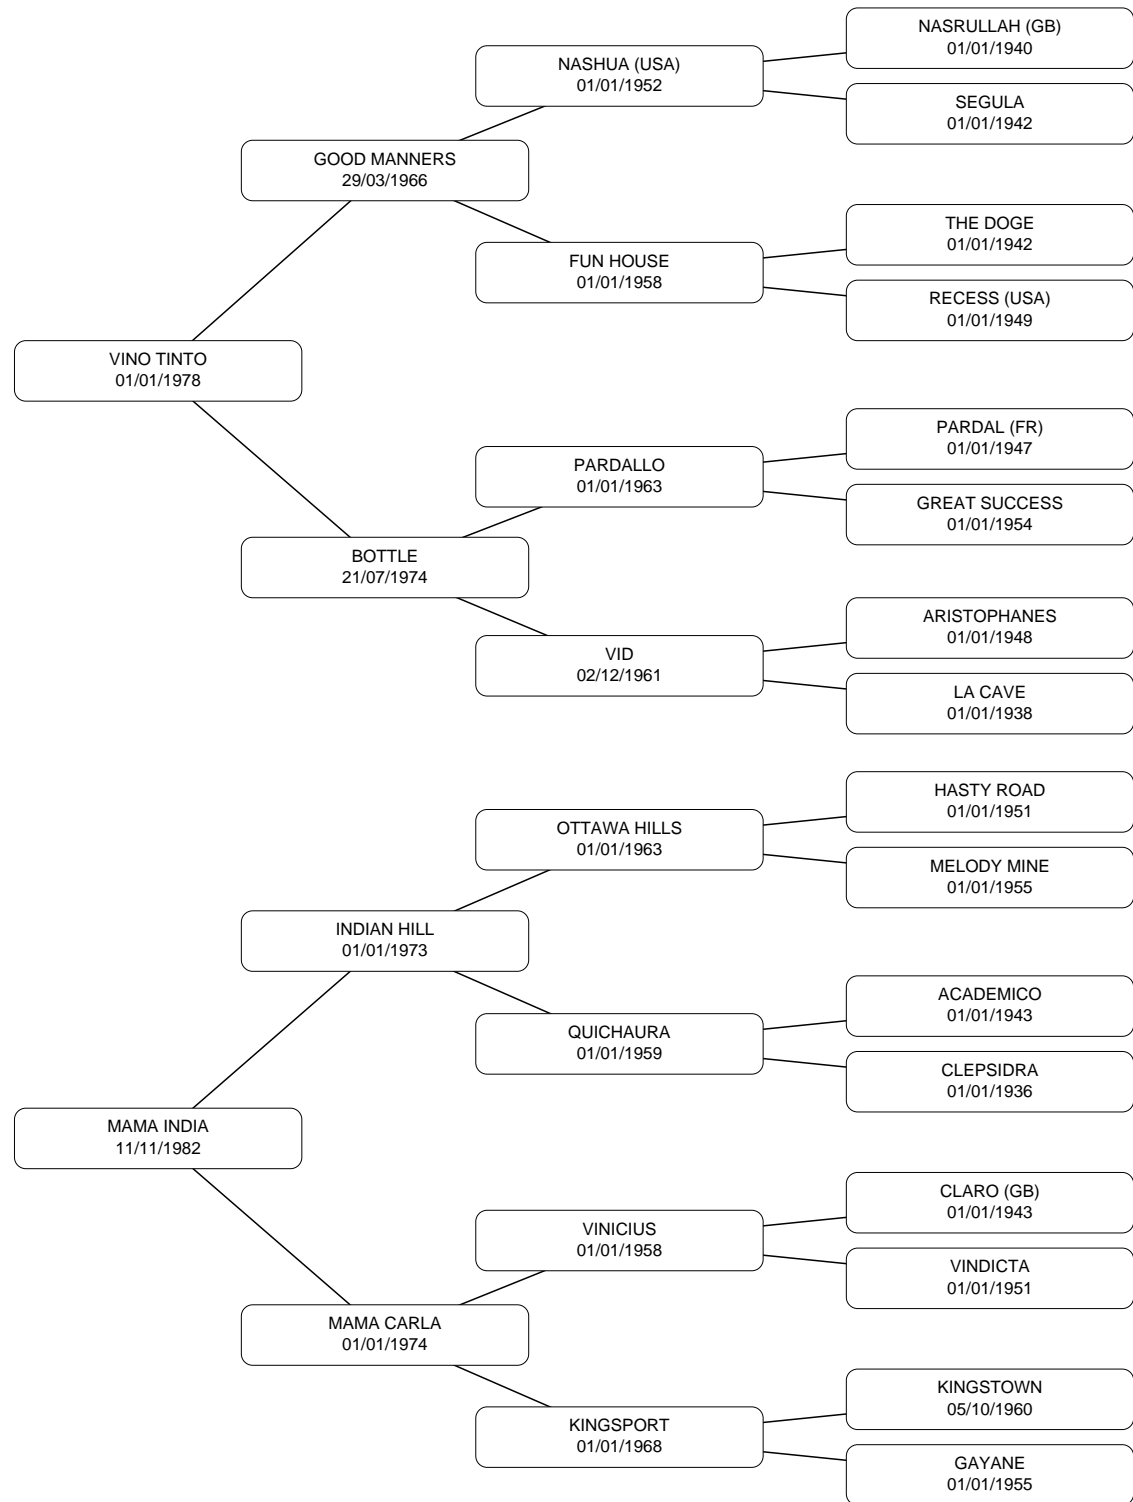 NASRULLAH (GB)
01/01/1940
NASHUA (USA)
01/01/1952
SEGULA
01/01/1942
GOOD MANNERS
29/03/1966
THE DOGE
01/01/1942
FUN HOUSE
01/01/1958
RECESS (USA)
01/01/1949
VINO TINTO
01/01/1978
PARDAL (FR)
01/01/1947
PARDALLO
01/01/1963
GREAT SUCCESS
01/01/1954
BOTTLE
21/07/1974
ARISTOPHANES
01/01/1948
VID
02/12/1961
LA CAVE
01/01/1938
HASTY ROAD
01/01/1951
OTTAWA HILLS
01/01/1963
MELODY MINE
01/01/1955
INDIAN HILL
01/01/1973
ACADEMICO
01/01/1943
QUICHAURA
01/01/1959
CLEPSIDRA
01/01/1936
MAMA INDIA
11/11/1982
CLARO (GB)
01/01/1943
VINICIUS
01/01/1958
VINDICTA
01/01/1951
MAMA CARLA
01/01/1974
KINGSTOWN
05/10/1960
KINGSPORT
01/01/1968
GAYANE
01/01/1955